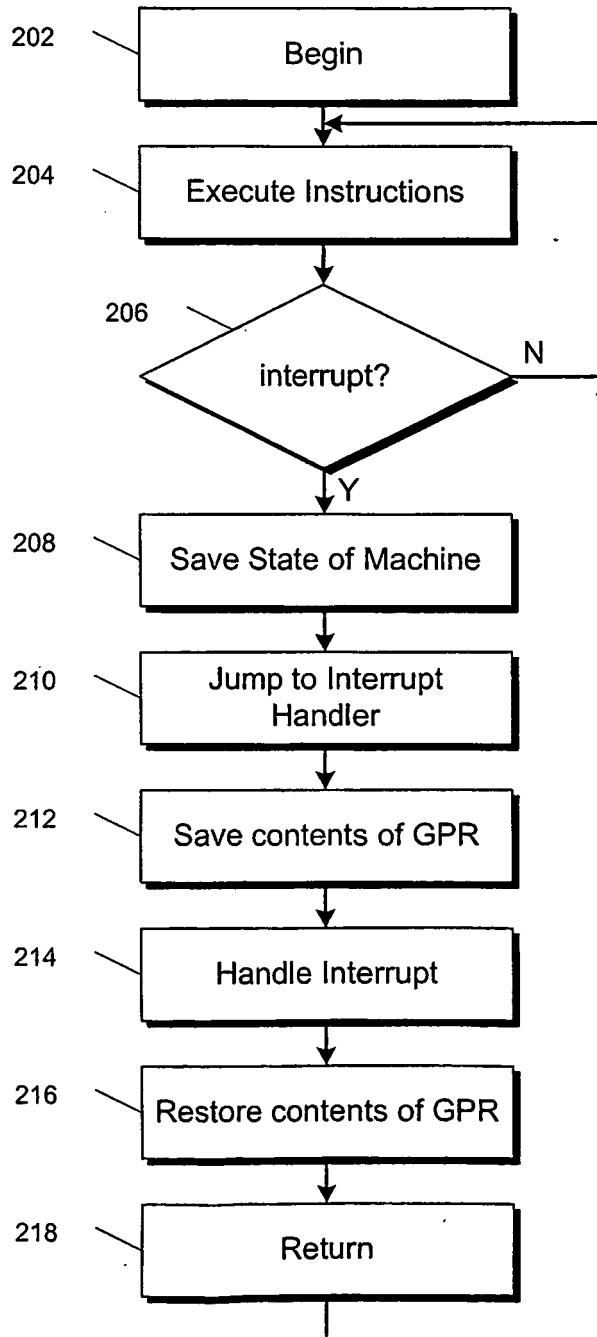 202
Begin
204
Execute Instructions
206
interrupt?
N
Y
208
Save State of Machine
210
Jump to Interrupt
Handler
212
Save contents of GPR
214
Handle Interrupt
216
Restore contents of GPR
218
Return